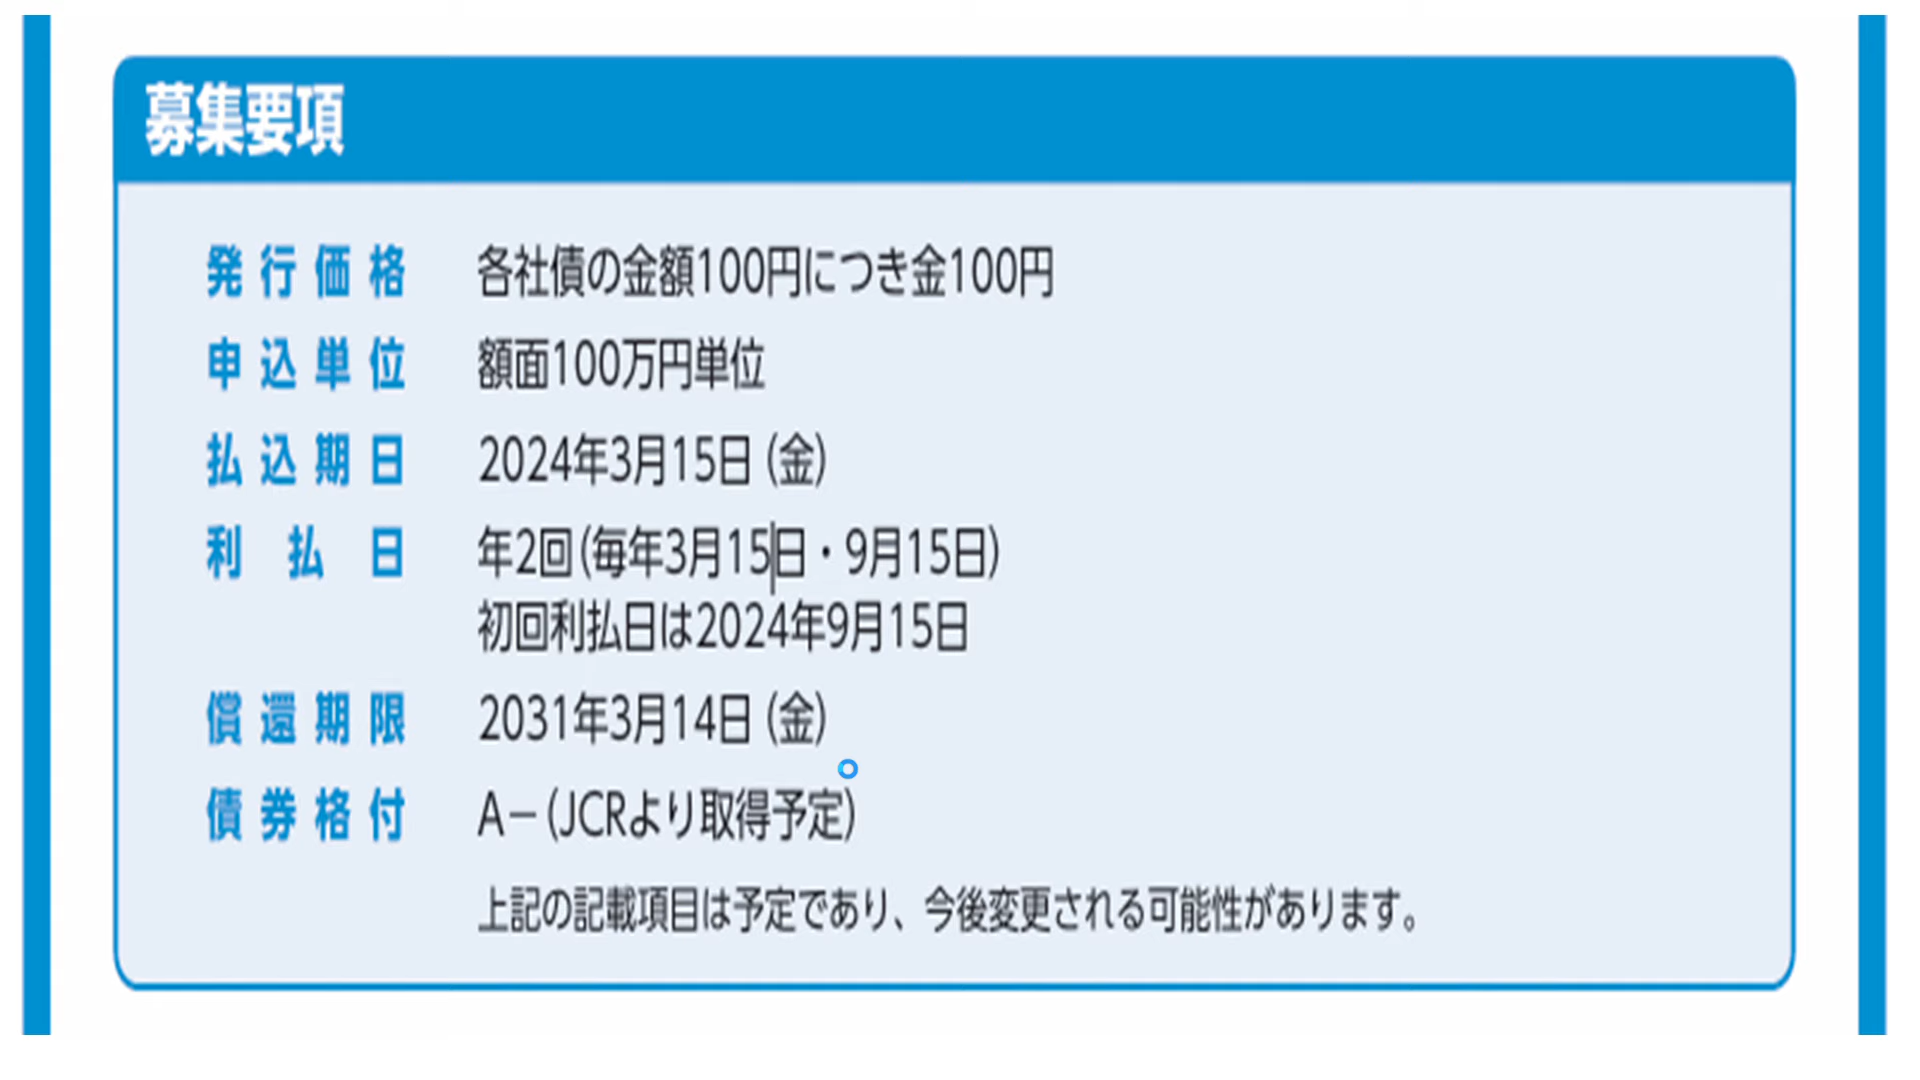 募集要項
発行価格 各社債の金額100円につき金100円
申込単位 額面100万円単位
払込期日 2024年3月15日（金）
利払日 年2回（毎年3月15日・9月15日）
初回利払日は2024年9月15日
償還期限 2031年3月14日（金）
債券格付 A－（JCRより取得予定）
上記の記載項目は予定であり、今後変更される可能性があります。